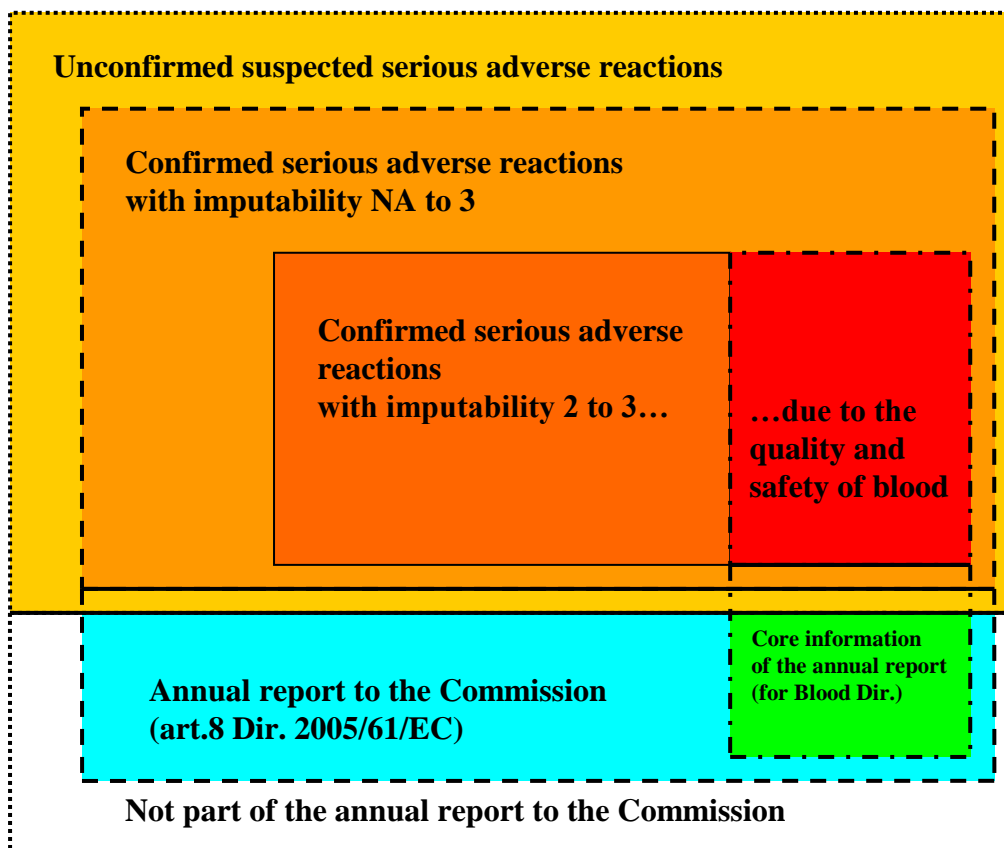 Unconfirmed suspected serious adverse reactions
Confirmed serious adverse reactions
with imputability NA to 3
Confirmed serious adverse
reactions
with imputability 2 to 3…
…due to the
quality and
safety of blood
Core information
of the annual report
(for Blood Dir.)
Annual report to the Commission
(art.8 Dir. 2005/61/EC)
Not part of the annual report to the Commission